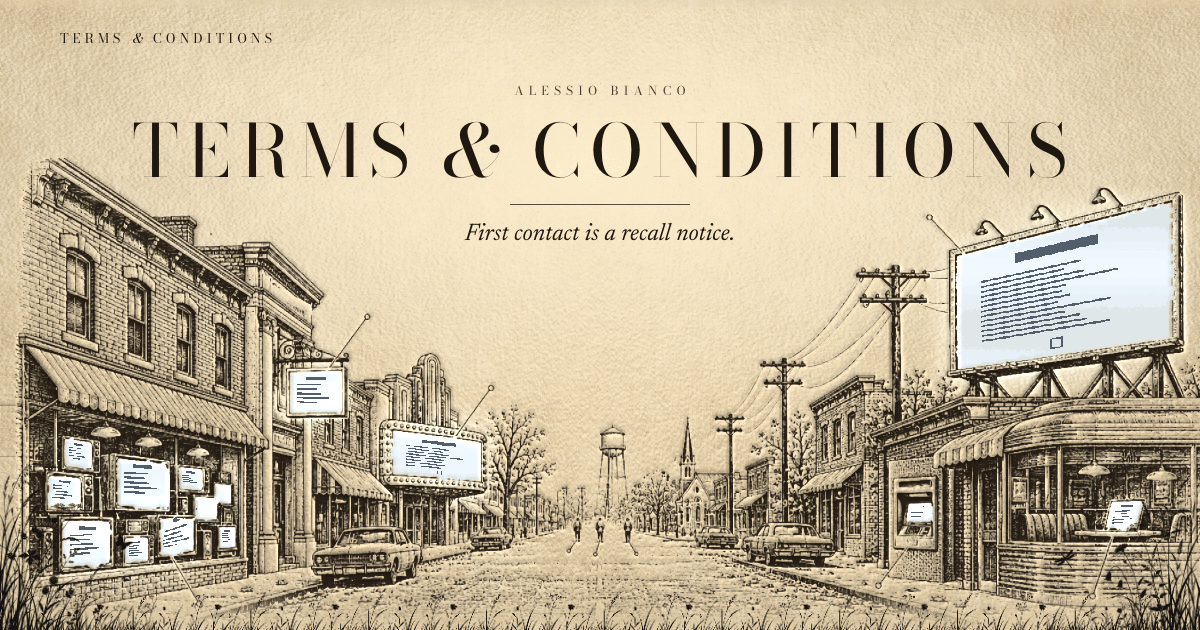 TERMS & CONDITIONS
ALESSIO BIANCO
TERMS & CONDITIONS
First contact is a recall notice.